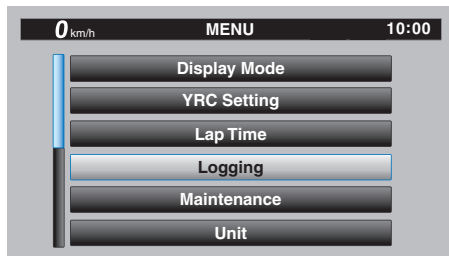 0 km/h MENU 10:00
Display Mode
YRC Setting
Lap Time
Logging
Maintenance
Unit